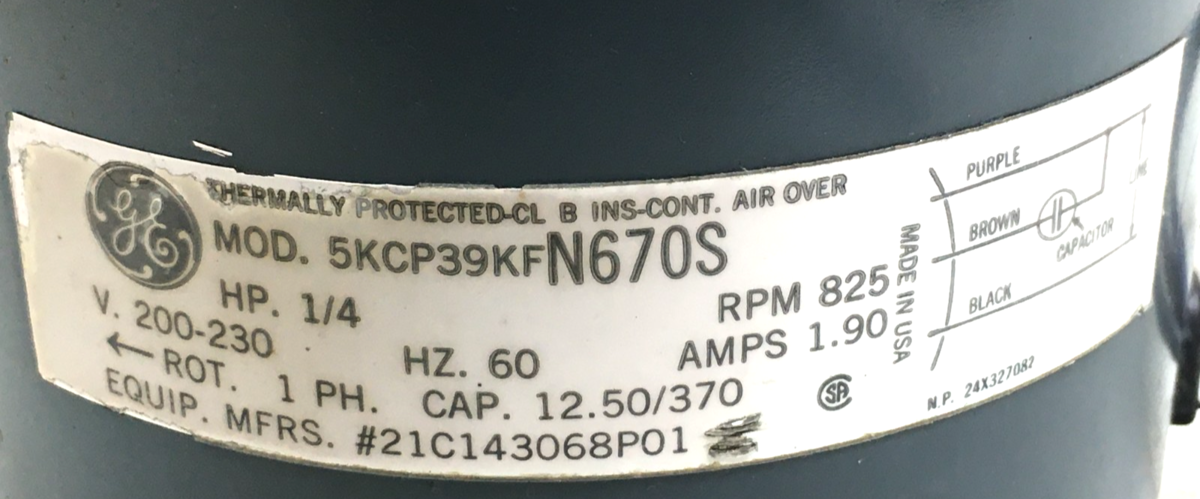 GE
THERMALLY PROTECTED-CL B INS-CONT. AIR OVER
MOD. 5KCP39KFN670S
HP. 1/4 RPM 825
V. 200-230 HZ. 60 AMPS 1.90
←ROT. 1 PH. CAP. 12.50/370
EQUIP. MFRS. #21C143068P01
MADE IN USA
SA
PURPLE
BROWN
CAPACITOR
BLACK
N.P. 24X327082